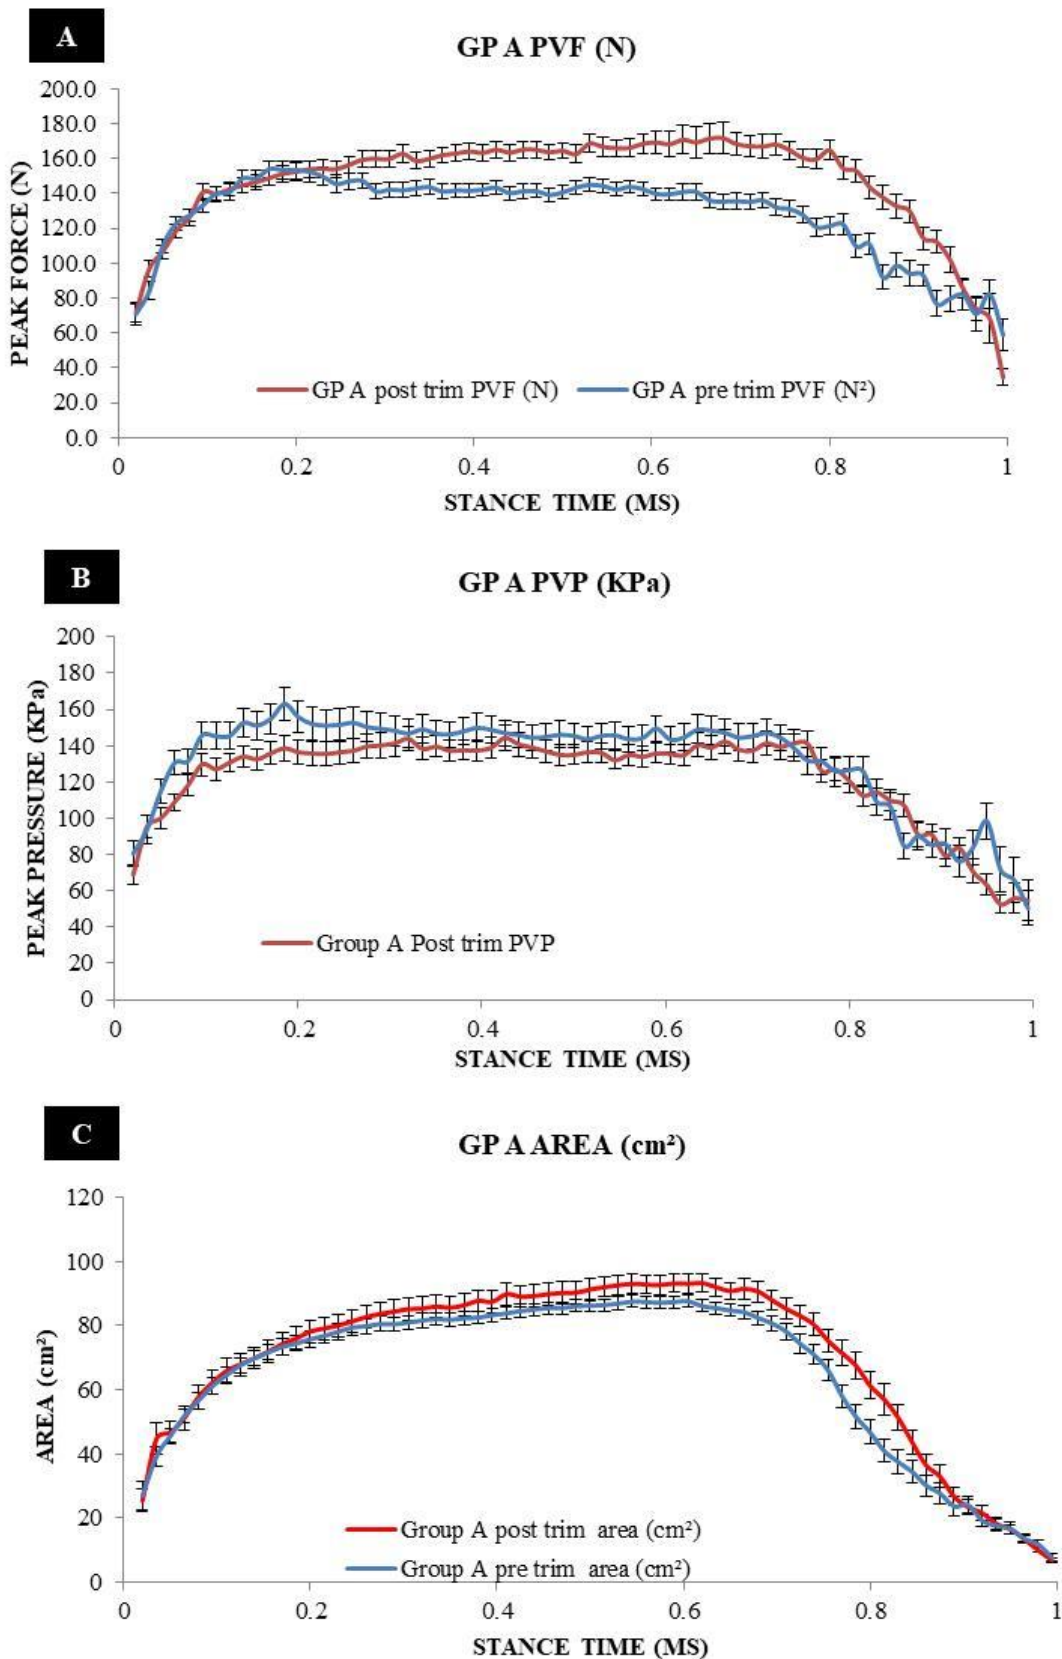 A
GP A PVF (N)
PEAK FORCE (N)
200.0
180.0
160.0
140.0
120.0
100.0
80.0
60.0
40.0
20.0
0.0
GP A post trim PVF (N)
GP A pre trim PVF (N²)
0 0.2 0.4 0.6 0.8 1
STANCE TIME (MS)
B
GP A PVP (KPa)
PEAK PRESSURE (KPa)
200
180
160
140
120
100
80
60
40
20
0
Group A Post trim PVP
0 0.2 0.4 0.6 0.8 1
STANCE TIME (MS)
C
GP A AREA (cm²)
AREA (cm²)
120
100
80
60
40
20
0
Group A post trim area (cm²)
Group A pre trim area (cm²)
0 0.2 0.4 0.6 0.8 1
STANCE TIME (MS)